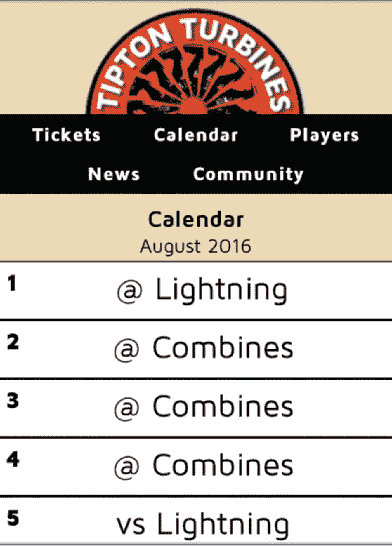 TIPTON TURBINES
Tickets Calendar Players
News Community
Calendar
August 2016
1 @ Lightning
2 @ Combines
3 @ Combines
4 @ Combines
5 vs Lightning